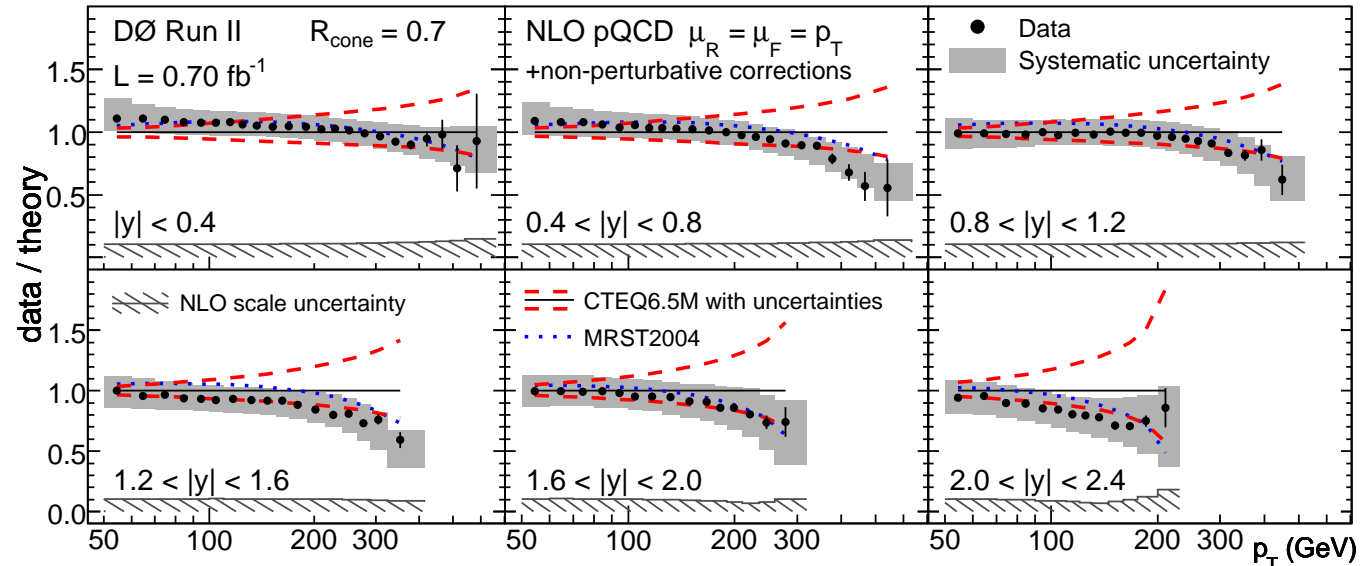 DØ Run II R_cone = 0.7
L = 0.70 fb⁻¹
NLO pQCD μ_R = μ_F = p_T
+non-perturbative corrections
Data
Systematic uncertainty
1.5
1.0
0.5
|y| < 0.4
0.4 < |y| < 0.8
0.8 < |y| < 1.2
data / theory
NLO scale uncertainty
CTEQ6.5M with uncertainties
MRST2004
1.5
1.0
0.5
0.0
1.2 < |y| < 1.6
1.6 < |y| < 2.0
2.0 < |y| < 2.4
50 100 200 300
50 100 200 300
50 100 200 300
p_T (GeV)